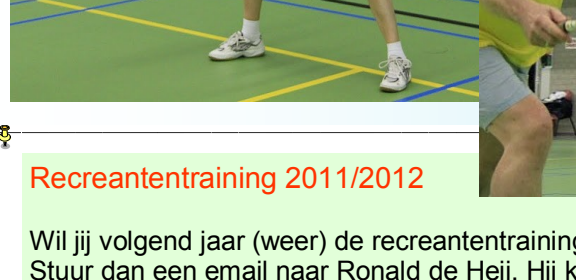 Recreantentraining 2011/2012
Wil jij volgend jaar (weer) de recreantentraining
Stuur dan een email naar Ronald de Heij. Hij k